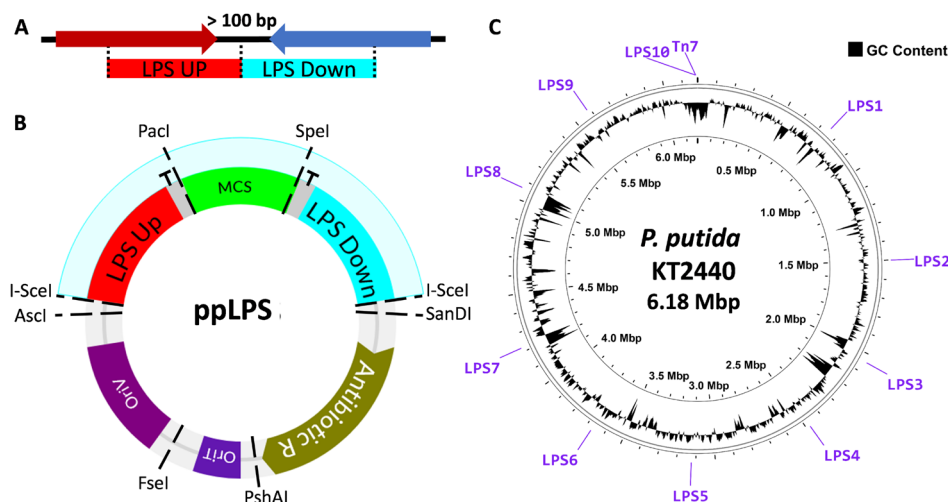 A
> 100 bp
LPS UP
LPS Down
B
PacI
SpeI
MCS
LPS Up
LPS Down
I-SceI
I-SceI
AscI
SanDI
ppLPS
OriV
Antibiotic R
OriT
FseI
PshAI
C
GC Content
LPS10
Tn7
LPS9
LPS1
LPS8
LPS2
LPS7
LPS3
LPS6
LPS4
LPS5
6.0 Mbp
0.5 Mbp
5.5 Mbp
1.0 Mbp
5.0 Mbp
1.5 Mbp
4.5 Mbp
2.0 Mbp
4.0 Mbp
2.5 Mbp
3.5 Mbp
3.0 Mbp
P. putida
KT2440
6.18 Mbp